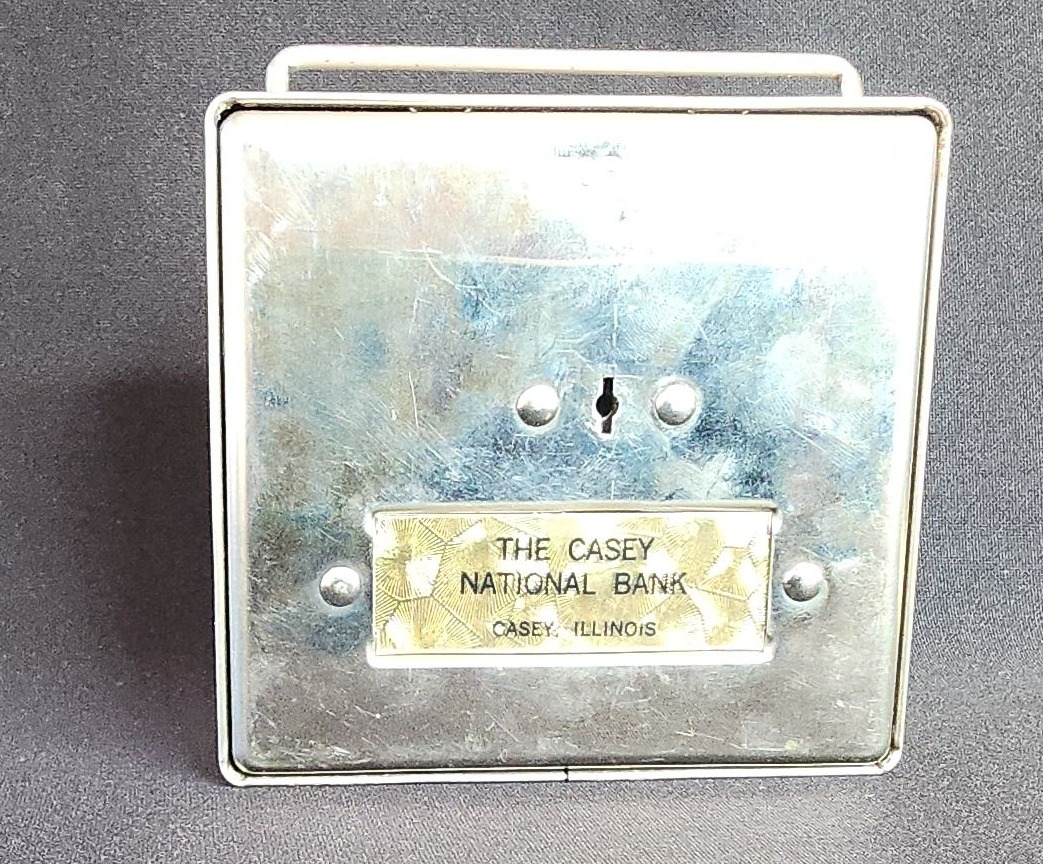 THE CASEY
NATIONAL BANK
CASEY, ILLINOIS